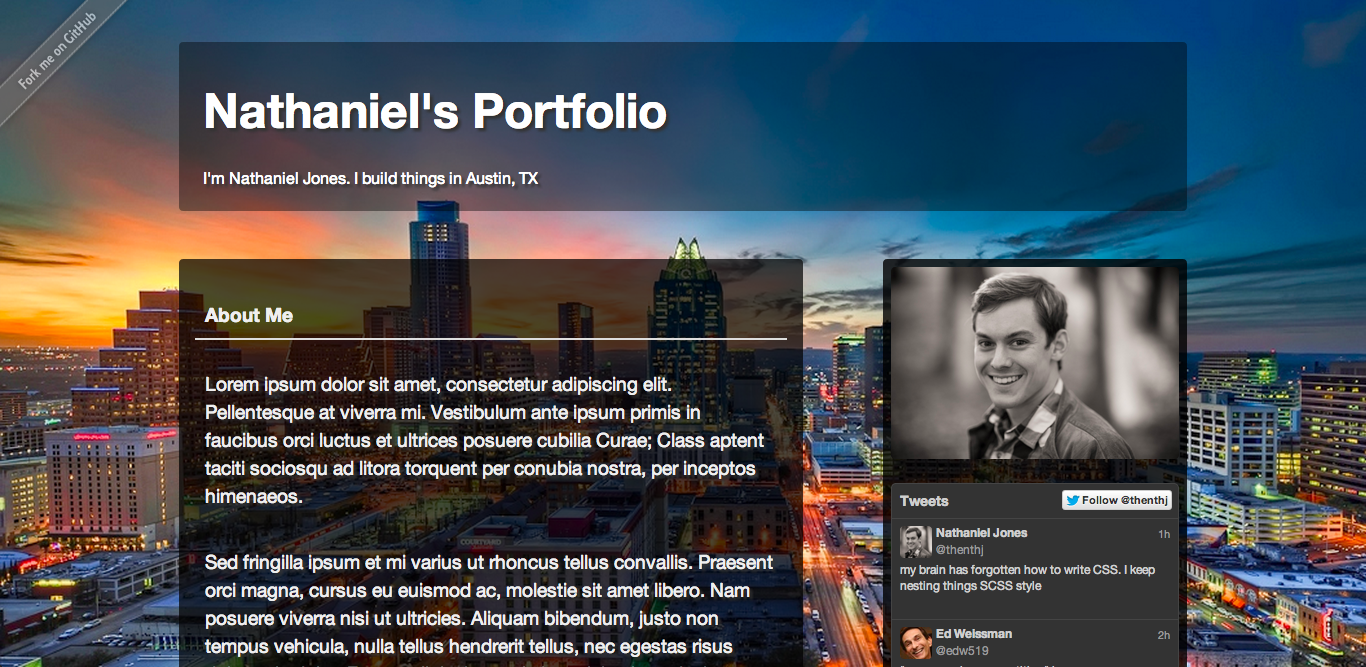 Fork me on GitHub
Nathaniel's Portfolio
I'm Nathaniel Jones. I build things in Austin, TX
About Me
Lorem ipsum dolor sit amet, consectetur adipiscing elit.
Pellentesque at viverra mi. Vestibulum ante ipsum primis in
faucibus orci luctus et ultrices posuere cubilia Curae; Class aptent
taciti sociosqu ad litora torquent per conubia nostra, per inceptos
himenaeos.
COURTYARD
Sed fringilla ipsum et mi varius ut rhoncus tellus convallis. Praesent
orci magna, cursus eu euismod ac, molestie sit amet libero. Nam
posuere viverra nisi ut ultricies. Aliquam bibendum, justo non
tempus vehicula, nulla tellus hendrerit tellus, nec egestas risus
Tweets
Follow @thenthj
Nathaniel Jones 1h
@thenthj
my brain has forgotten how to write CSS. I keep
nesting things SCSS style
Ed Weissman 2h
@edw519